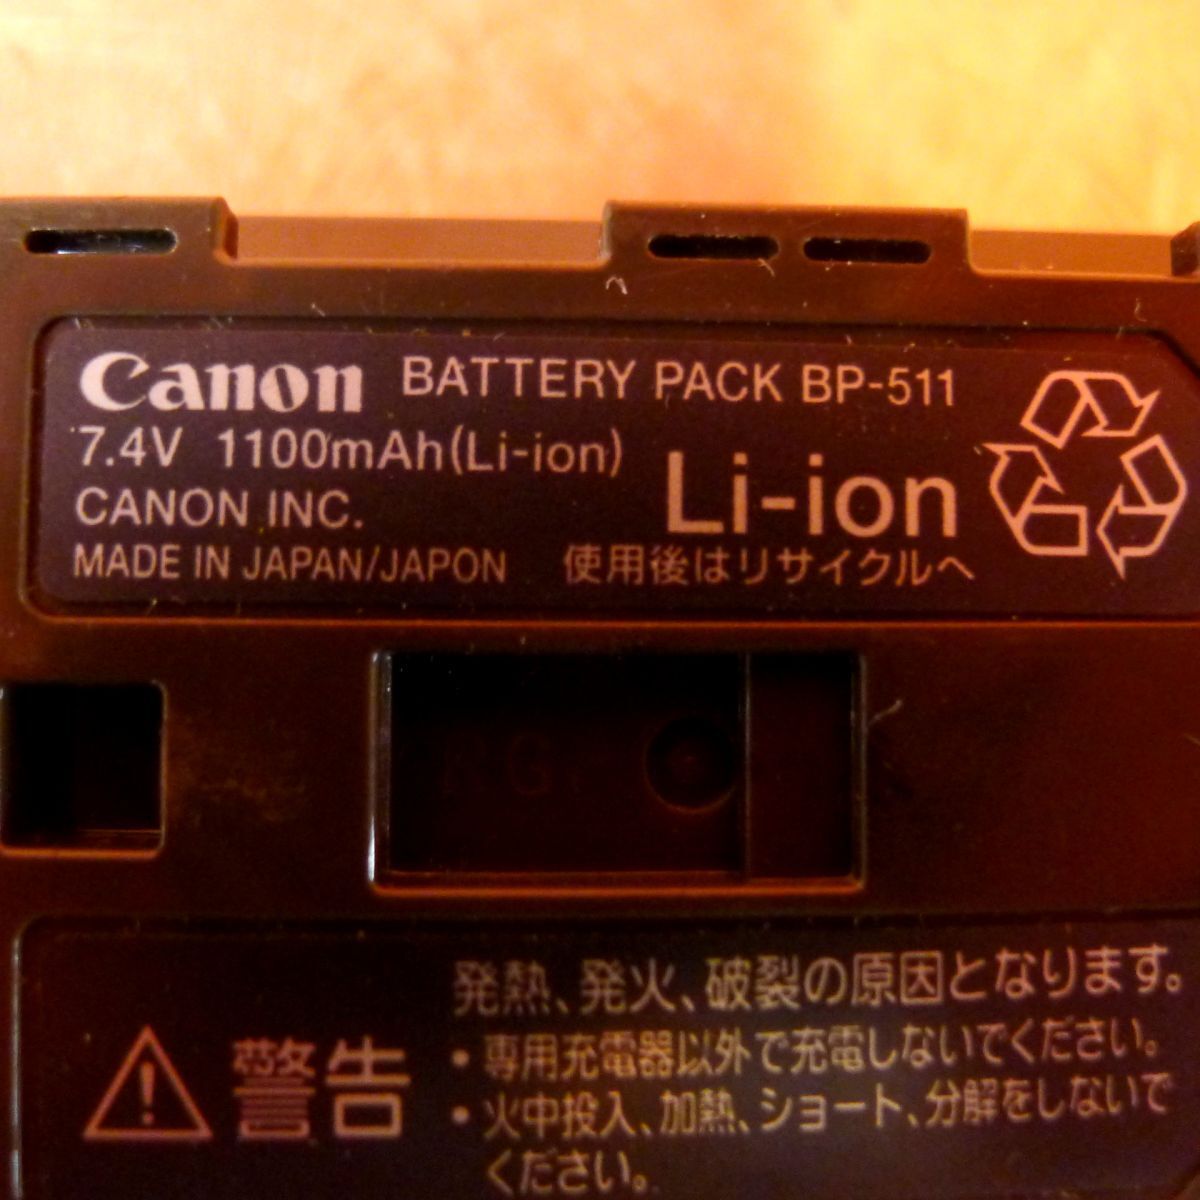 Canon BATTERY PACK BP-511
7.4V 1100mAh(Li-ion)
Li-ion
CANON INC.
MADE IN JAPAN/JAPON 使用後はリサイクルへ
発熱、発火、破裂の原因となります。
警告
・専用充電器以外で充電しないでください。
・火中投入、加熱、ショート、分解をしないで
ください。